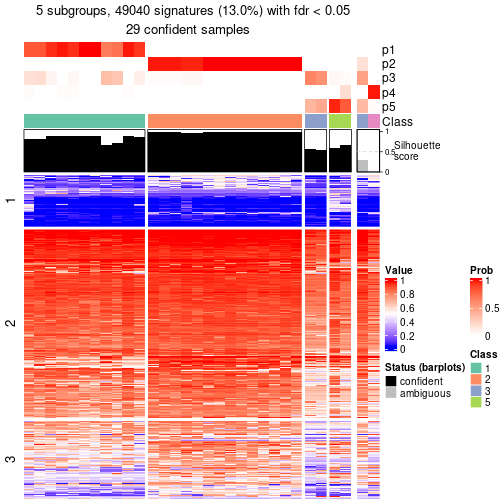 5 subgroups, 49040 signatures (13.0%) with fdr < 0.05
29 confident samples
p1
p2
p3
p4
p5
Class
1
0.5
0
Silhouette
score
1
2
3
Value
1
0.8
0.6
0.4
0.2
0
Prob
1
0.5
0
Status (barplots)
confident
ambiguous
Class
1
2
3
5